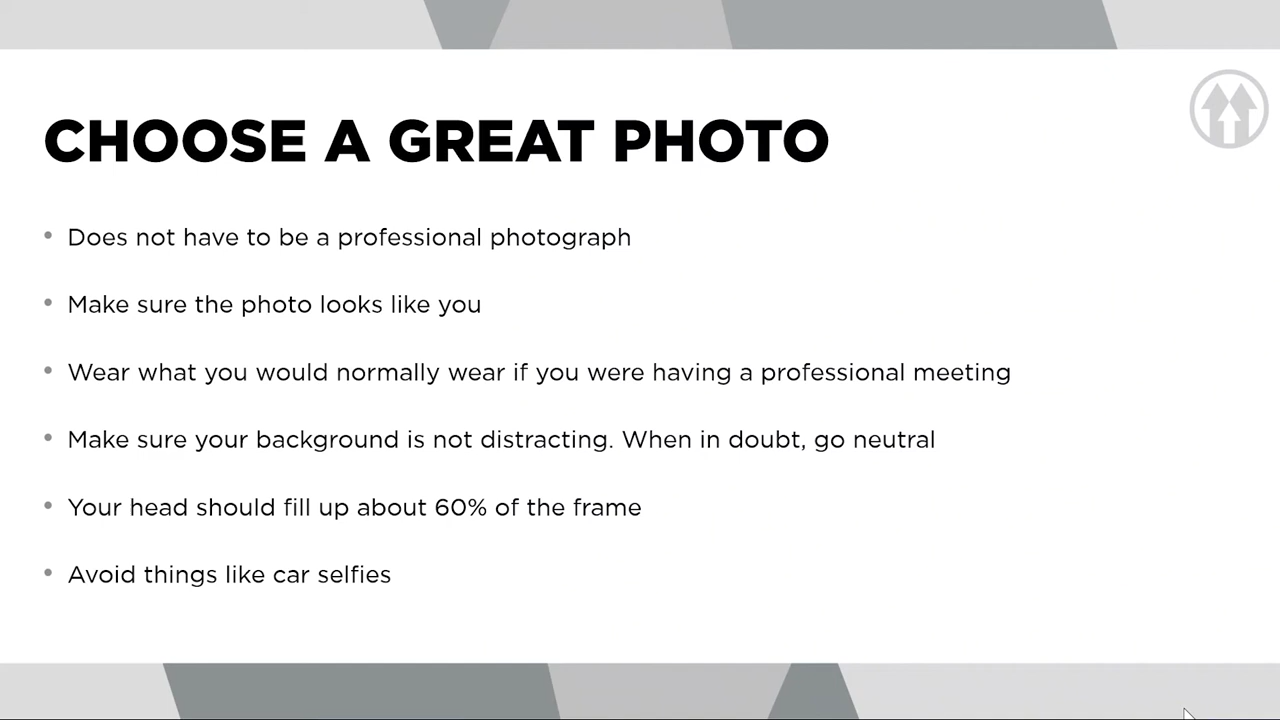 CHOOSE A GREAT PHOTO
• Does not have to be a professional photograph
• Make sure the photo looks like you
• Wear what you would normally wear if you were having a professional meeting
• Make sure your background is not distracting. When in doubt, go neutral
• Your head should fill up about 60% of the frame
• Avoid things like car selfies